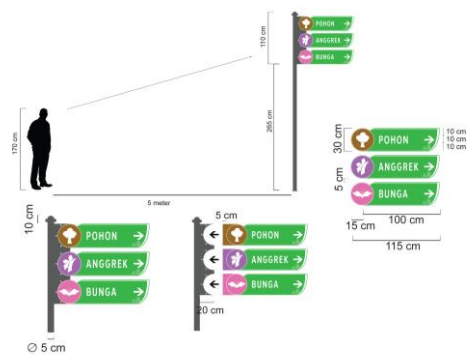 110 cm
POHON
ANGGREK
BUNGA
265 cm
170 cm
5 meter
30 cm
POHON
10 cm
10 cm
10 cm
5 cm
ANGGREK
BUNGA
100 cm
15 cm
115 cm
10 cm
POHON
ANGGREK
BUNGA
Ø 5 cm
5 cm
POHON
ANGGREK
BUNGA
20 cm